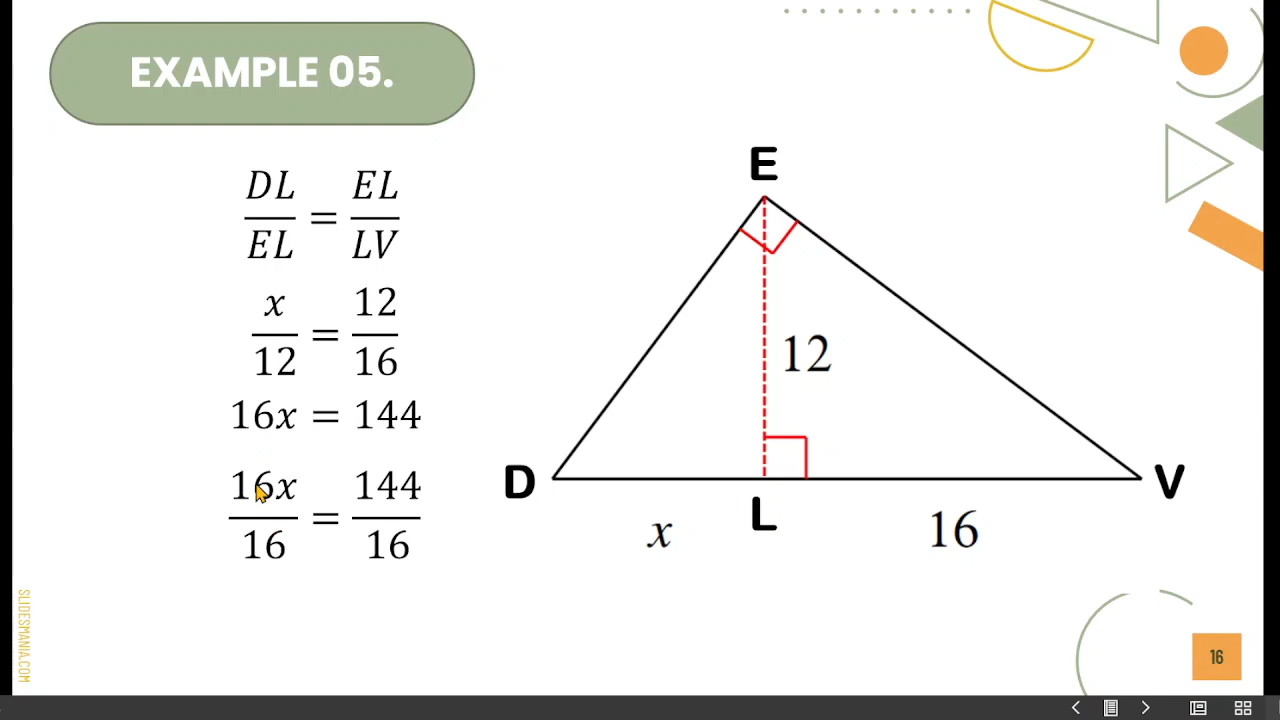 EXAMPLE 05.
DL/EL = EL/LV
x/12 = 12/16
16x = 144
16x/16 = 144/16
E
12
D
L
V
x
16
SLIDESMANIA.COM
16